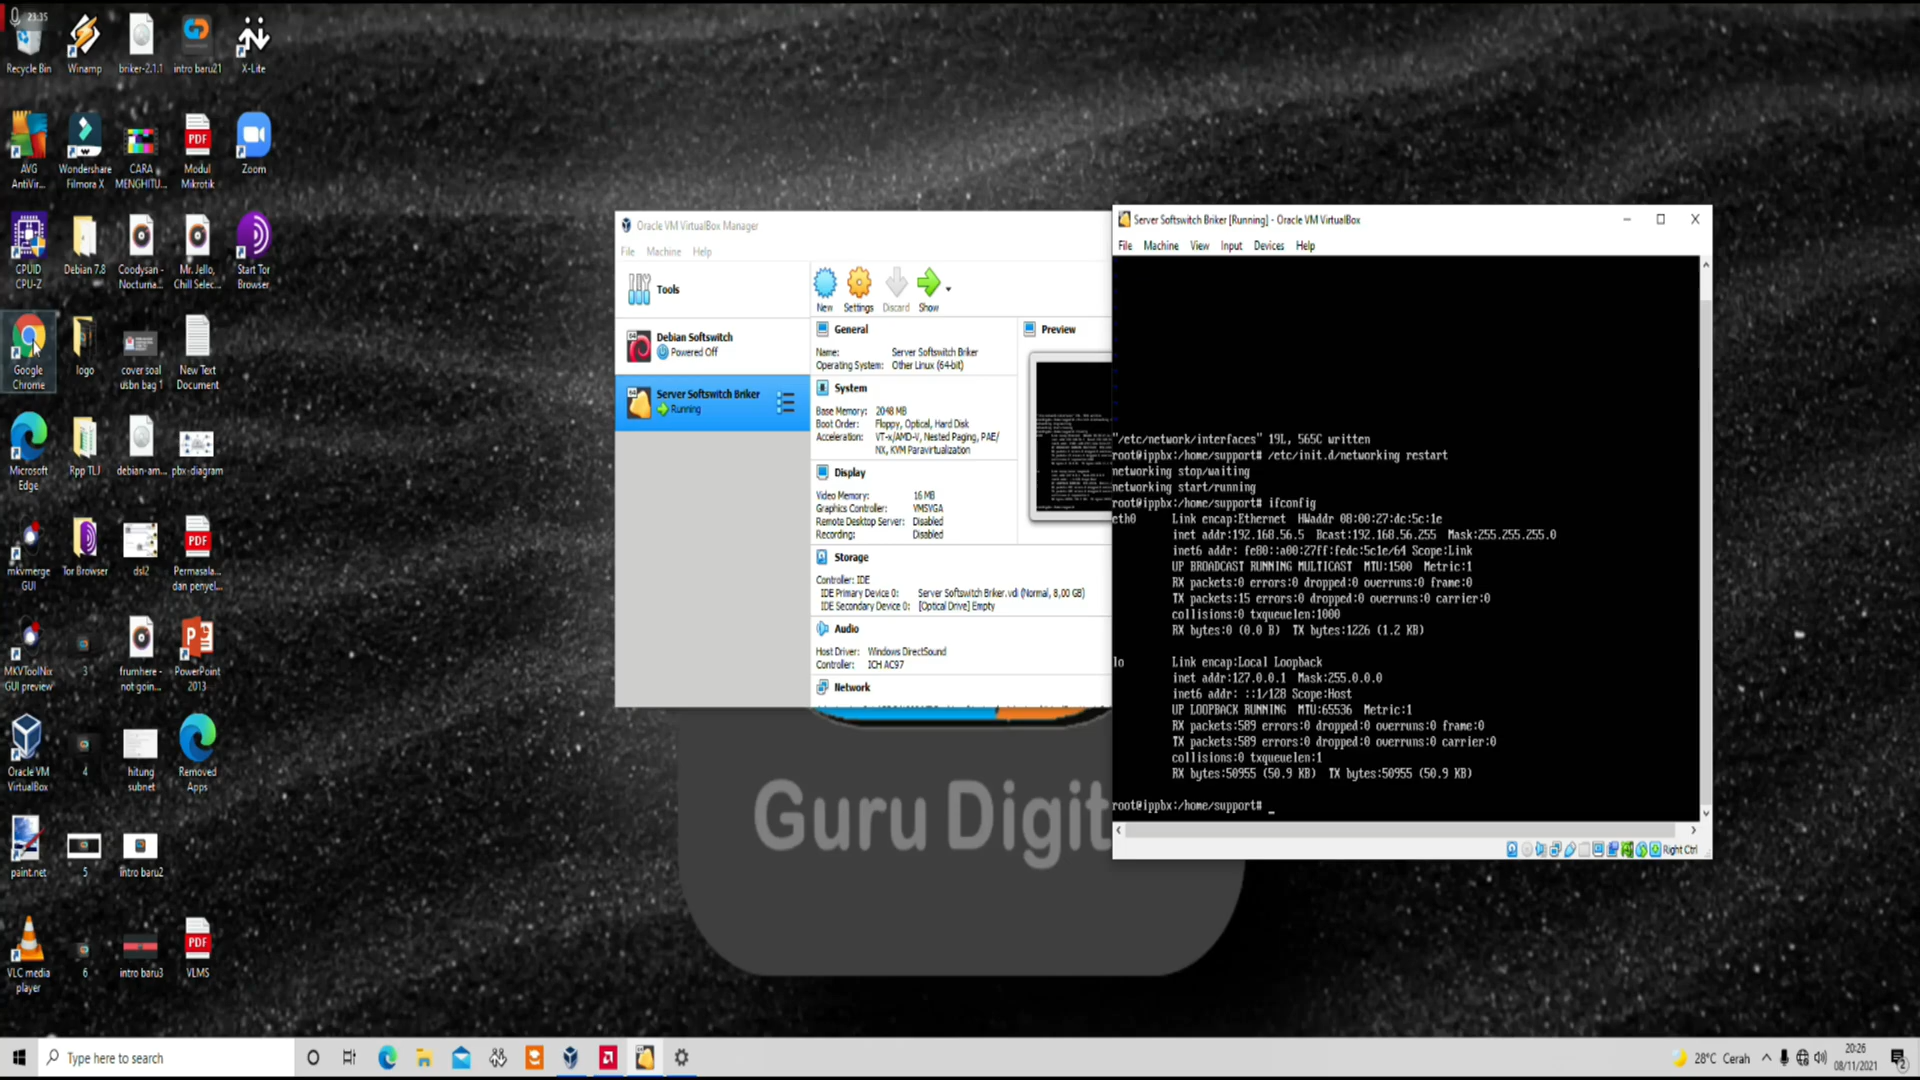 23:35
Recycle Bin
Winamp
briker-2.1.1
intro baru21
X-Lite
AVG AntiVir...
Wondershare Filmora X
CARA MENGHITU...
Modul Mikrotik
Zoom
CPUID CPU-Z
Debian 7.8
Coodysan - Nocturna...
Mr. Jello, Chill Selec...
Start Tor Browser
Google Chrome
logo
cover soal usbn bag 1
New Text Document
Microsoft Edge
Rpp TLJ
debian-am...
pbx-diagram
mkvmerge GUI
Tor Browser
dsl2
Permasala... dan penyel...
MKVToolNix GUI preview
3
frumhere - not goin...
PowerPoint 2013
Oracle VM VirtualBox
4
hitung subnet
Removed Apps
paint.net
5
intro baru2
VLC media player
6
intro baru3
VLMS
PDF
PDF
PDF
Oracle VM VirtualBox Manager
File Machine Help
Tools
New Settings Discard Show
Debian Softswitch
Powered Off
Server Softswitch Briker
Running
General
Name: Server Softswitch Briker
Operating System: Other Linux (64-bit)
System
Base Memory: 2048 MB
Boot Order: Floppy, Optical, Hard Disk
Acceleration: VT-x/AMD-V, Nested Paging, PAE/
NX, KVM Paravirtualization
Display
Video Memory: 16 MB
Graphics Controller: VMSVGA
Remote Desktop Server: Disabled
Recording: Disabled
Storage
Controller: IDE
IDE Primary Device 0: Server Softswitch Briker.vdi (Normal, 8,00 GB)
IDE Secondary Device 0: [Optical Drive] Empty
Audio
Host Driver: Windows DirectSound
Controller: ICH AC97
Network
Preview
Server Softswitch Briker [Running] - Oracle VM VirtualBox
File Machine View Input Devices Help
"/etc/network/interfaces" 19L, 565C written
root@ippbx:/home/support# /etc/init.d/networking restart
networking stop/waiting
networking start/running
root@ippbx:/home/support# ifconfig
eth0 Link encap:Ethernet HWaddr 08:00:27:dc:5c:1e
inet addr:192.168.56.5 Bcast:192.168.56.255 Mask:255.255.255.0
inet6 addr: fe80::a00:27ff:fedc:5c1e/64 Scope:Link
UP BROADCAST RUNNING MULTICAST MTU:1500 Metric:1
RX packets:0 errors:0 dropped:0 overruns:0 frame:0
TX packets:15 errors:0 dropped:0 overruns:0 carrier:0
collisions:0 txqueuelen:1000
RX bytes:0 (0.0 B) TX bytes:1226 (1.2 KB)
lo Link encap:Local Loopback
inet addr:127.0.0.1 Mask:255.0.0.0
inet6 addr: ::1/128 Scope:Host
UP LOOPBACK RUNNING MTU:65536 Metric:1
RX packets:589 errors:0 dropped:0 overruns:0 frame:0
TX packets:589 errors:0 dropped:0 overruns:0 carrier:0
collisions:0 txqueuelen:1
RX bytes:50955 (50.9 KB) TX bytes:50955 (50.9 KB)
root@ippbx:/home/support# _
Right Ctrl
Guru Digit
Type here to search
28°C Cerah
20:26
08/11/2021
2